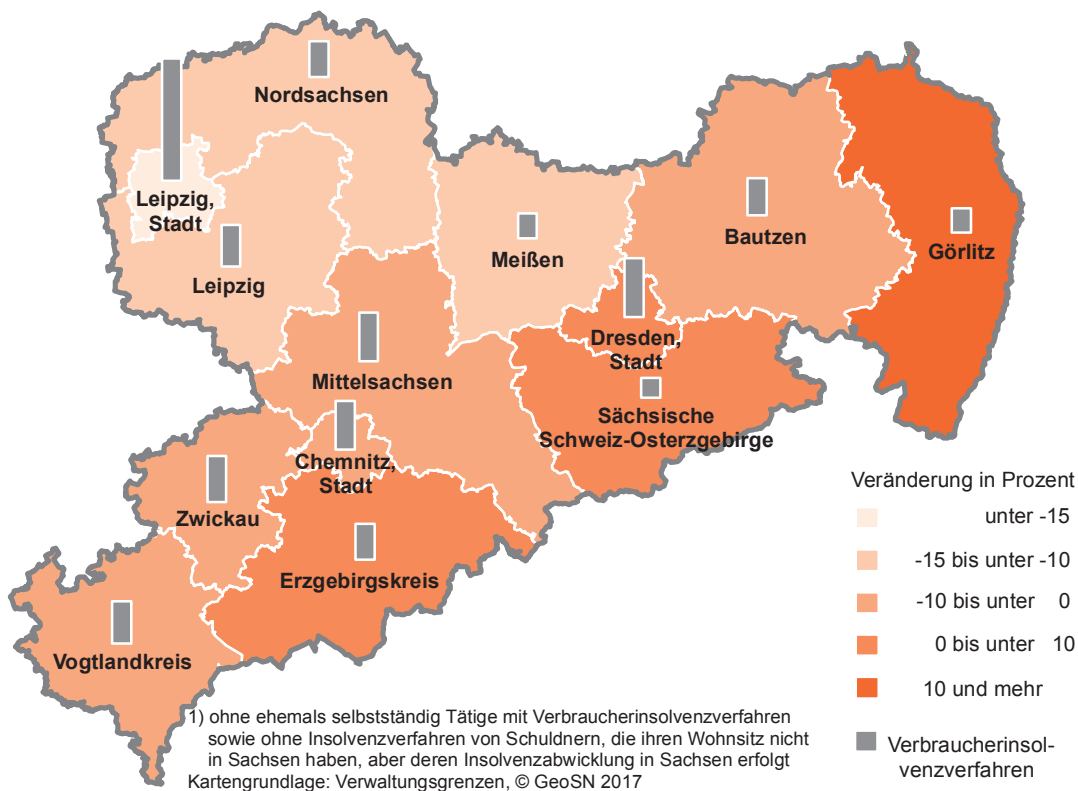 Nordsachsen
Leipzig,
Stadt
Leipzig
Meißen
Bautzen
Görlitz
Dresden,
Stadt
Mittelsachsen
Sächsische
Schweiz-Osterzgebirge
Chemnitz,
Stadt
Zwickau
Erzgebirgskreis
Vogtlandkreis
Veränderung in Prozent
unter -15
-15 bis unter -10
-10 bis unter 0
0 bis unter 10
10 und mehr
Verbraucherinsol-
venzverfahren
1) ohne ehemals selbstständig Tätige mit Verbraucherinsolvenzverfahren
sowie ohne Insolvenzverfahren von Schuldnern, die ihren Wohnsitz nicht
in Sachsen haben, aber deren Insolvenzabwicklung in Sachsen erfolgt
Kartengrundlage: Verwaltungsgrenzen, © GeoSN 2017